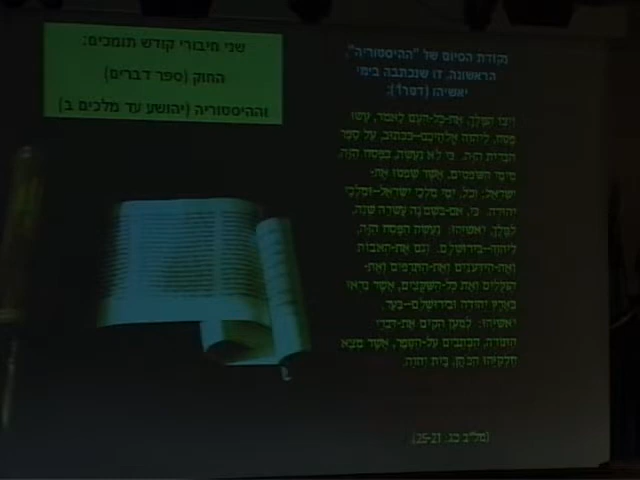 שני חיבורי קודש תומכים:
החוק (ספר דברים)
וההיסטוריה (יהושע עד מלכים ב)
נקודת הסיום של "ההיסטוריה"
הראשונה, זו שנכתבה בימי
יאשיהו (דטר1):
וַיְצַו הַמֶּלֶךְ, אֶת-כָּל-הָעָם לֵאמֹר, עֲשׂוּ
פֶסַח, לַיהוָה אֱלֹהֵיכֶם--כַּכָּתוּב, עַל סֵפֶר
הַבְּרִית הַזֶּה. כִּי לֹא נַעֲשָׂה, כַּפֶּסַח הַזֶּה,
מִימֵי הַשֹּׁפְטִים, אֲשֶׁר שָׁפְטוּ אֶת-
יִשְׂרָאֵל; וְכֹל, יְמֵי מַלְכֵי יִשְׂרָאֵל--וּמַלְכֵי
יְהוּדָה. כִּי, אִם-בִּשְׁמֹנֶה עֶשְׂרֵה שָׁנָה,
לַמֶּלֶךְ, יֹאשִׁיָּהוּ: נַעֲשָׂה הַפֶּסַח הַזֶּה,
לַיהוָה--בִּירוּשָׁלִָם. וְגַם אֶת-הָאֹבוֹת
וְאֶת-הַיִּדְּעֹנִים וְאֶת-הַתְּרָפִים וְאֶת-
הַגִּלֻּלִים וְאֵת כָּל-הַשִּׁקֻּצִים, אֲשֶׁר נִרְאוּ
בְּאֶרֶץ יְהוּדָה וּבִירוּשָׁלִַם--בִּעֵר,
יֹאשִׁיָּהוּ: לְמַעַן הָקִים אֶת-דִּבְרֵי
הַתּוֹרָה, הַכְּתֻבִים עַל-הַסֵּפֶר, אֲשֶׁר מָצָא
חִלְקִיָּהוּ הַכֹּהֵן, בֵּית יְהוָה.
(מל"ב כג: 25-21).